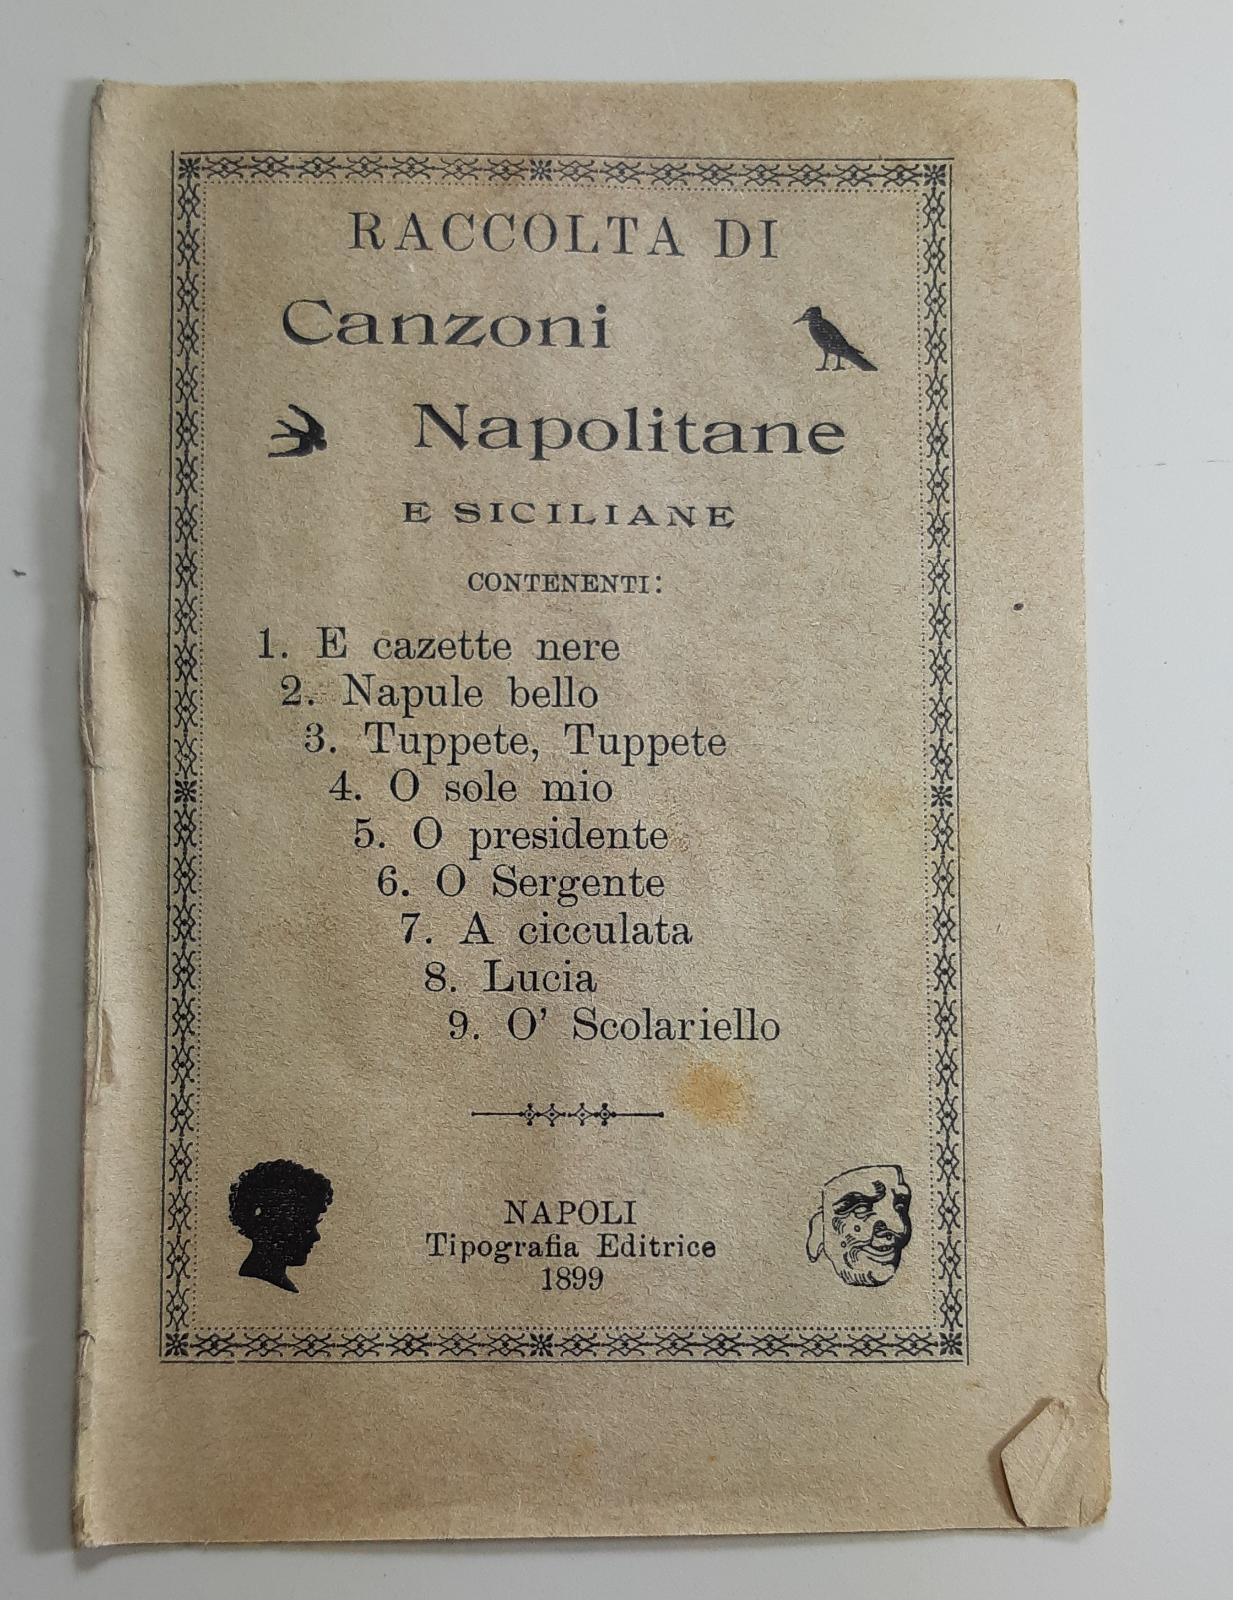 RACCOLTA DI
Canzoni
Napolitane
E SICILIANE
CONTENENTI:
1. E cazette nere
2. Napule bello
3. Tuppete, Tuppete
4. O sole mio
5. O presidente
6. O Sergente
7. A cicculata
8. Lucia
9. O' Scolariello
NAPOLI
Tipografia Editrice
1899